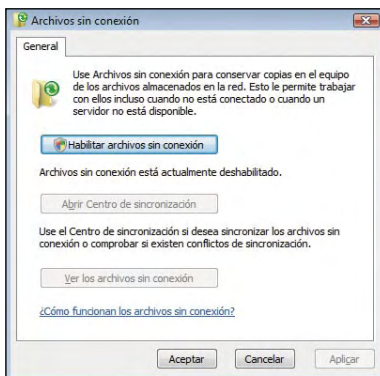 Archivos sin conexión
General
Use Archivos sin conexión para conservar copias en el equipo
de los archivos almacenados en la red. Esto le permite trabajar
con ellos incluso cuando no está conectado o cuando un
servidor no está disponible.
Habilitar archivos sin conexión
Archivos sin conexión está actualmente deshabilitado.
Abrir Centro de sincronización
Use el Centro de sincronización si desea sincronizar los archivos sin
conexión o comprobar si existen conflictos de sincronización.
Ver los archivos sin conexión
¿Cómo funcionan los archivos sin conexión?
Aceptar Cancelar Aplicar